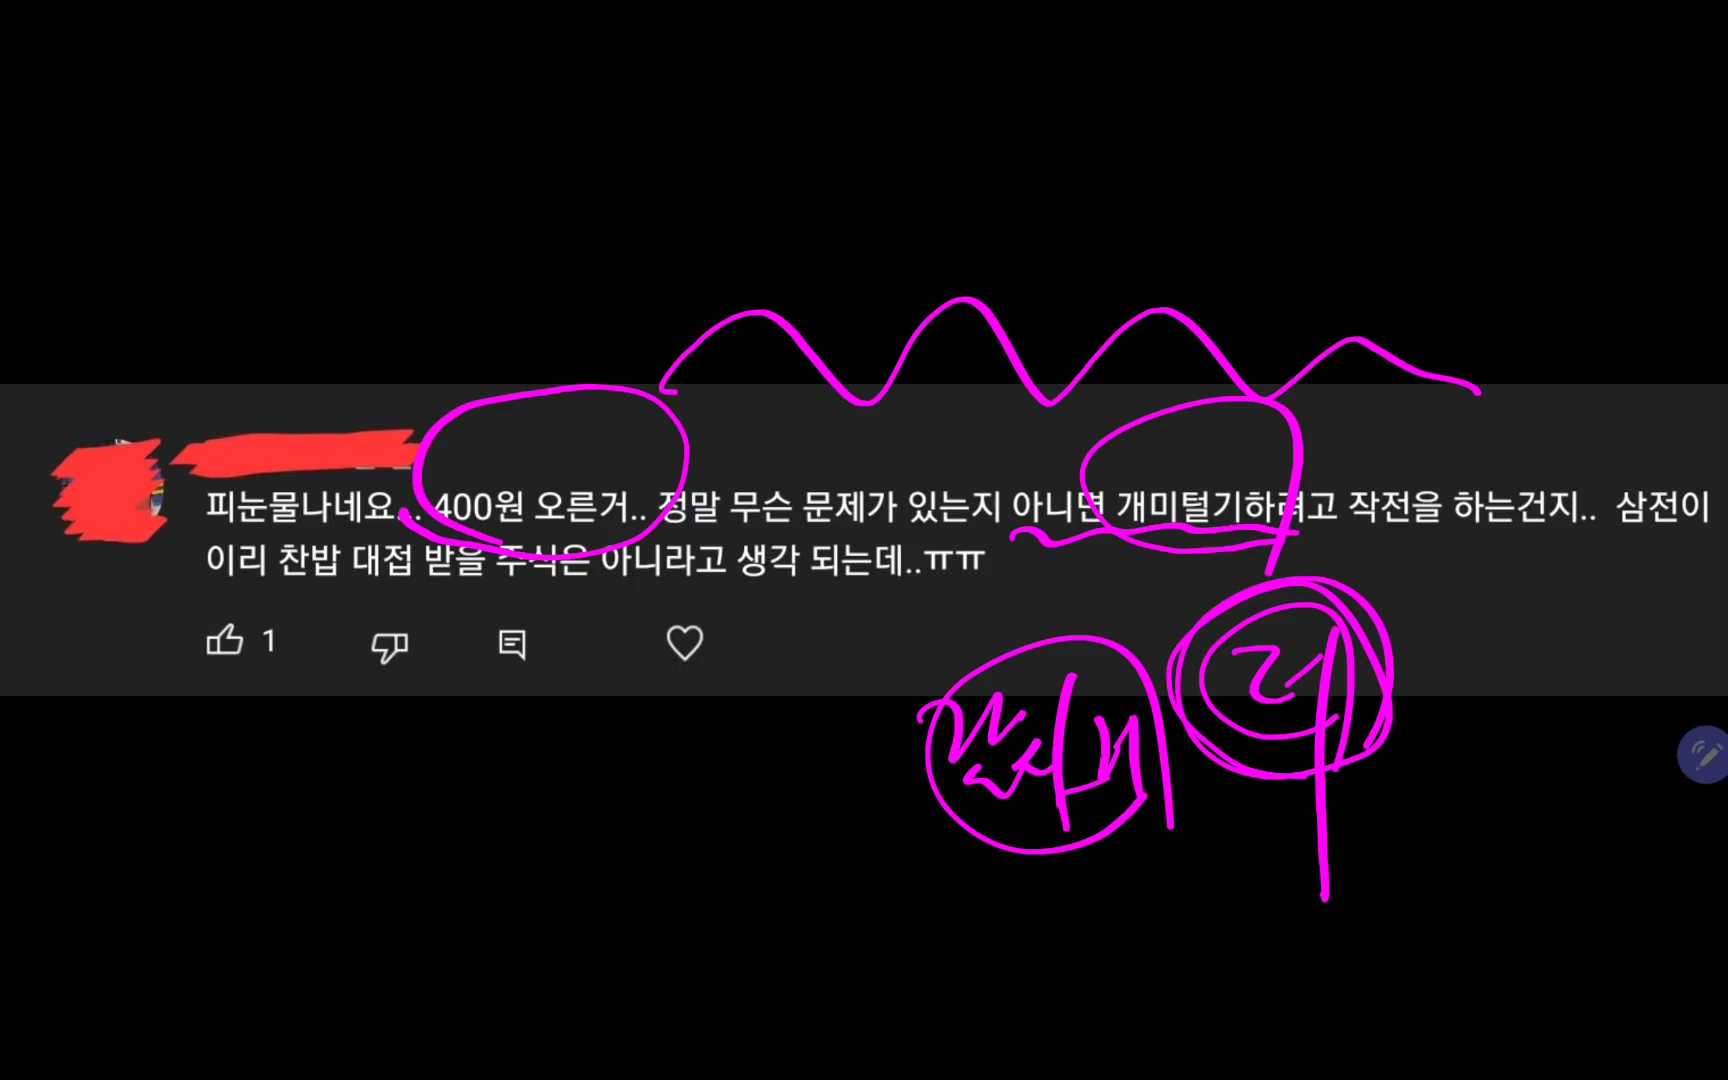 피눈물나네요... 400원 오른거.. 정말 무슨 문제가 있는지 아니면 개미털기하려고 작전을 하는건지.. 삼전이
이리 찬밥 대접 받을 주식은 아니라고 생각 되는데..ㅠㅠ
1